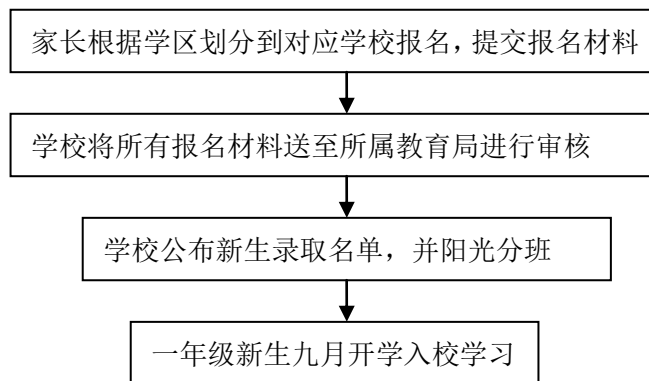 家长根据学区划分到对应学校报名，提交报名材料
学校将所有报名材料送至所属教育局进行审核
学校公布新生录取名单，并阳光分班
一年级新生九月开学入校学习